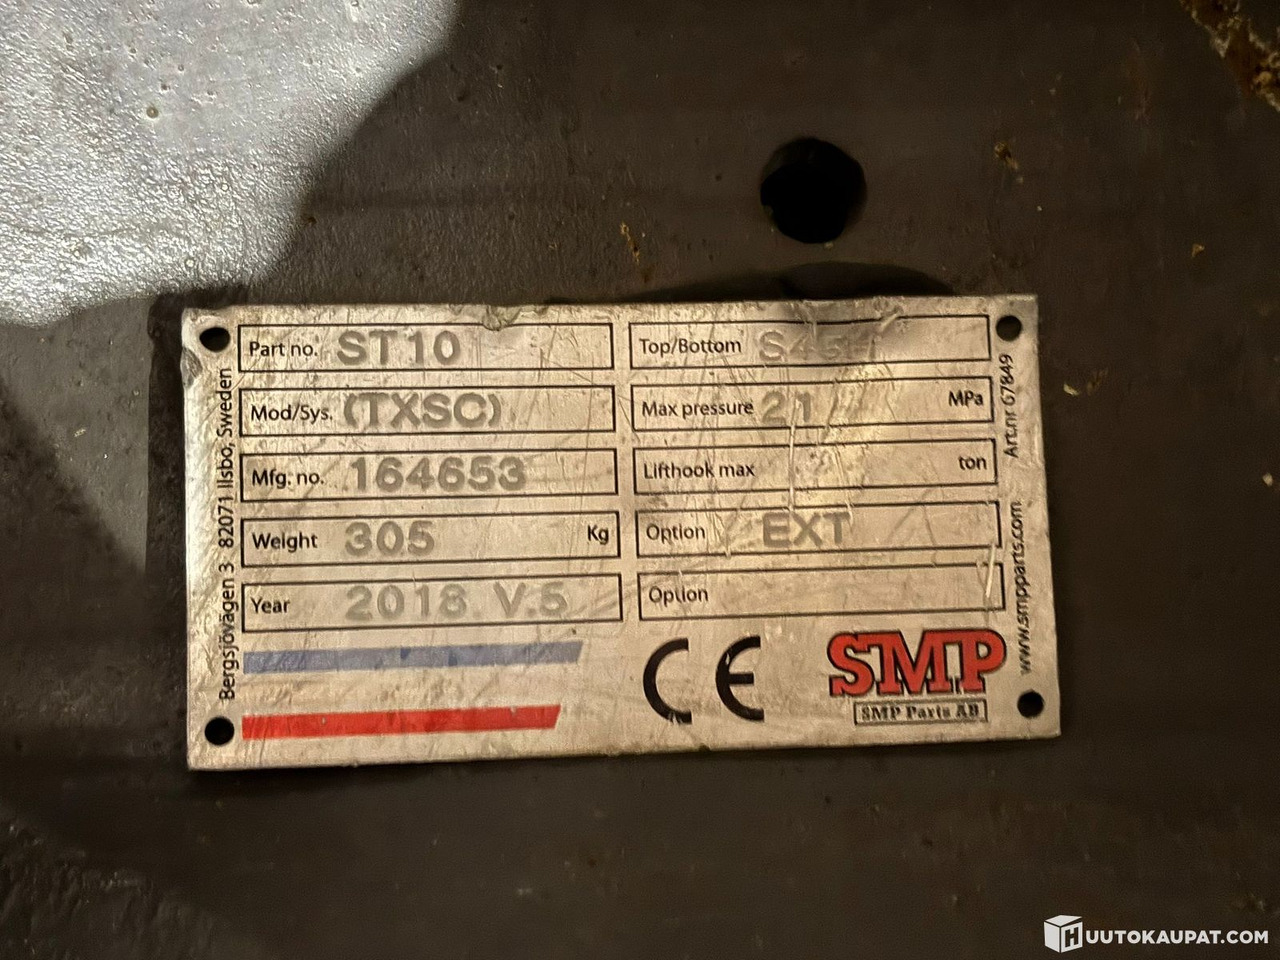 Part no. ST10
Mod/Sys. (TXSC)
Mfg. no. 164653
Weight 305 Kg
Year 2018 V.5
Top/Bottom
Max pressure 21 MPa
Lifthook max ton
Option EXT
Option
CE
SMP
SMP Parts AB
Bergsjövägen 3 82071 Ilsbo, Sweden
www.smpparts.com Art.nr 67849
HUUTOKAUPAT.COM